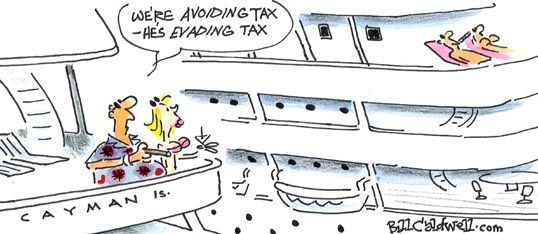 WE'RE AVOIDING TAX
– HE'S EVADING TAX
CAYMAN IS.
BillCaldwell.com